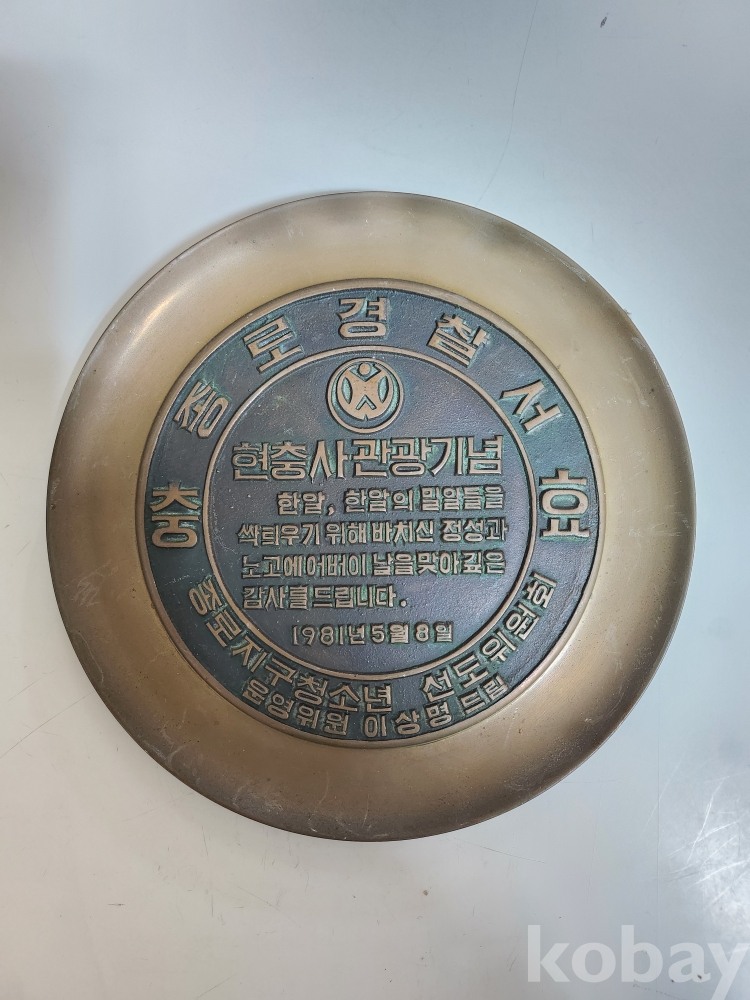 종로경찰서
충 효
현충사관광기념
한알, 한알의 밀알들을
싹틔우기 위해 바치신 정성과
노고에 어버이 날을 맞아 깊은
감사를 드립니다.
1981년 5월 8일
종로지구청소년 선도위원회
운영위원 이상명 드림
kobay